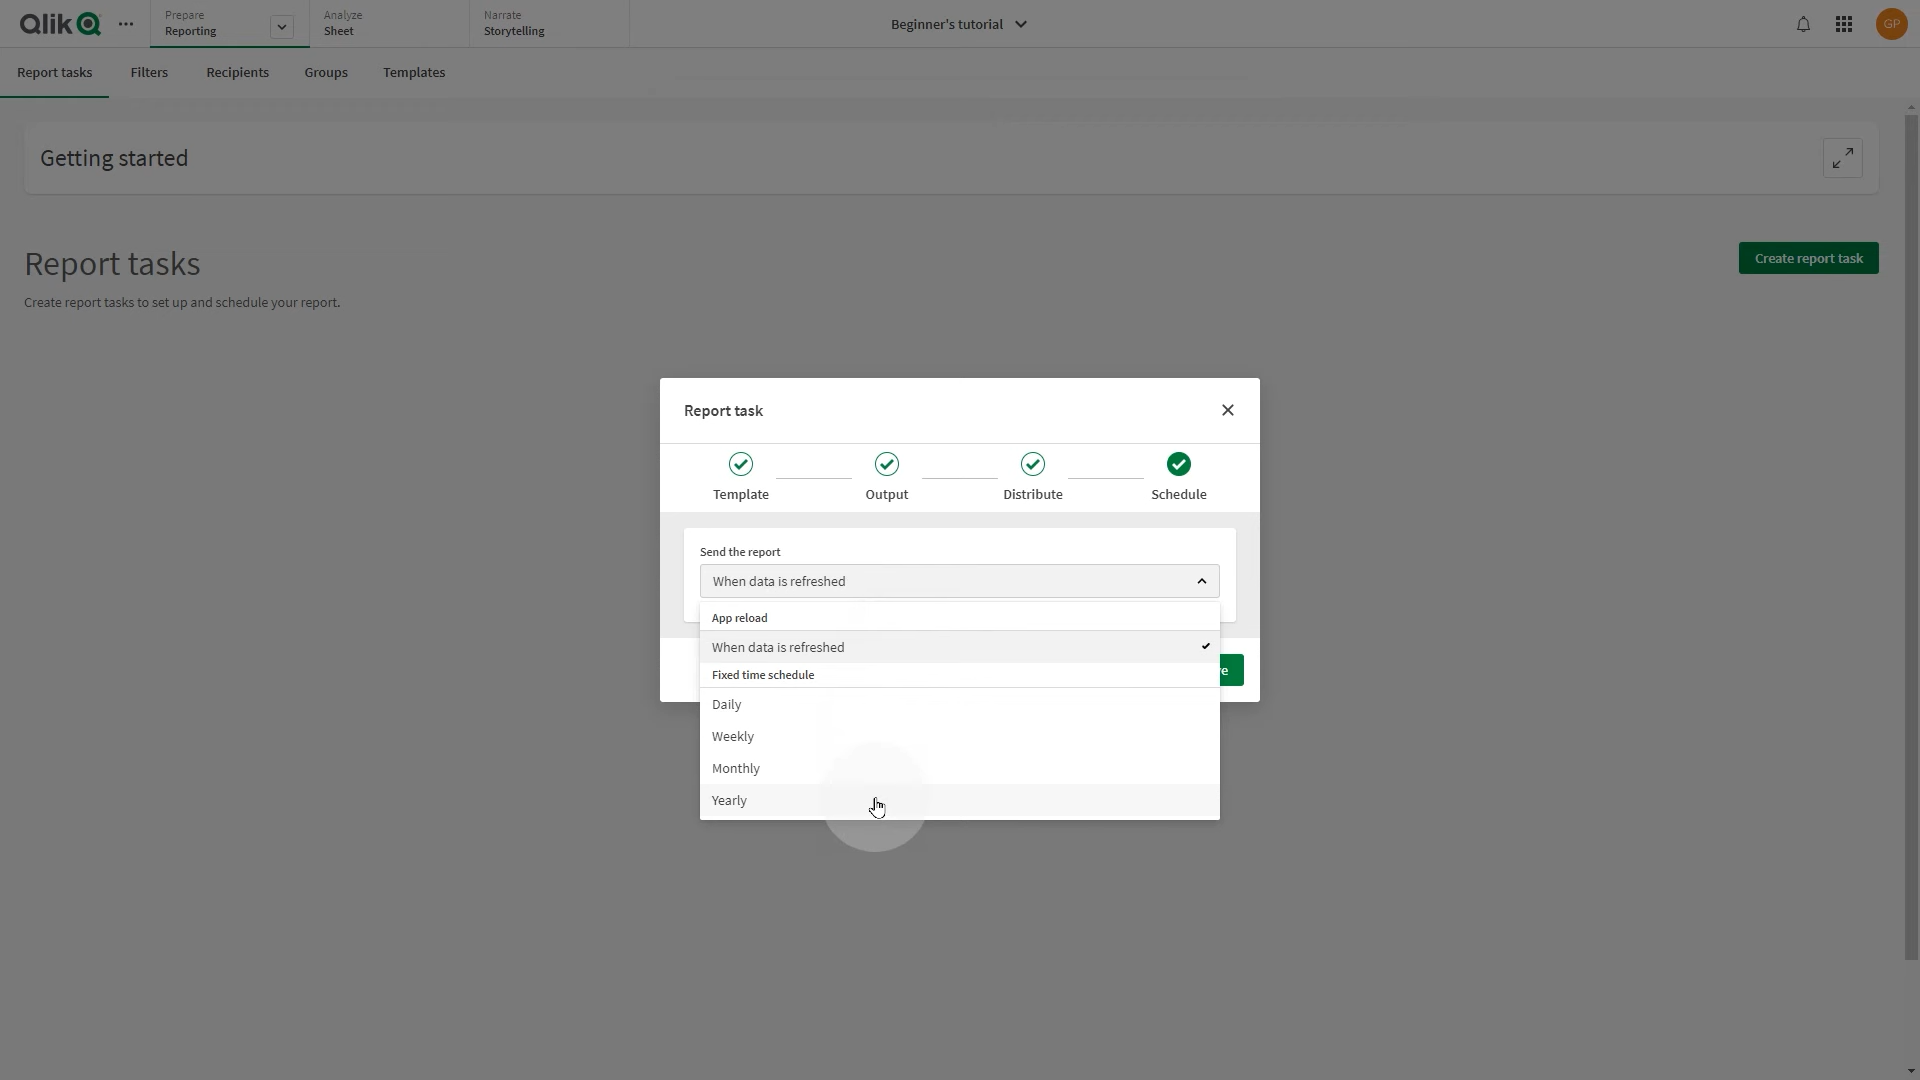 Qlik
Prepare
Reporting
Analyze
Sheet
Narrate
Storytelling
Beginner's tutorial
GP
Report tasks
Filters
Recipients
Groups
Templates
Getting started
Report tasks
Create report task
Create report tasks to set up and schedule your report.
Report task
Template
Output
Distribute
Schedule
Send the report
When data is refreshed
App reload
When data is refreshed
Fixed time schedule
Daily
Weekly
Monthly
Yearly